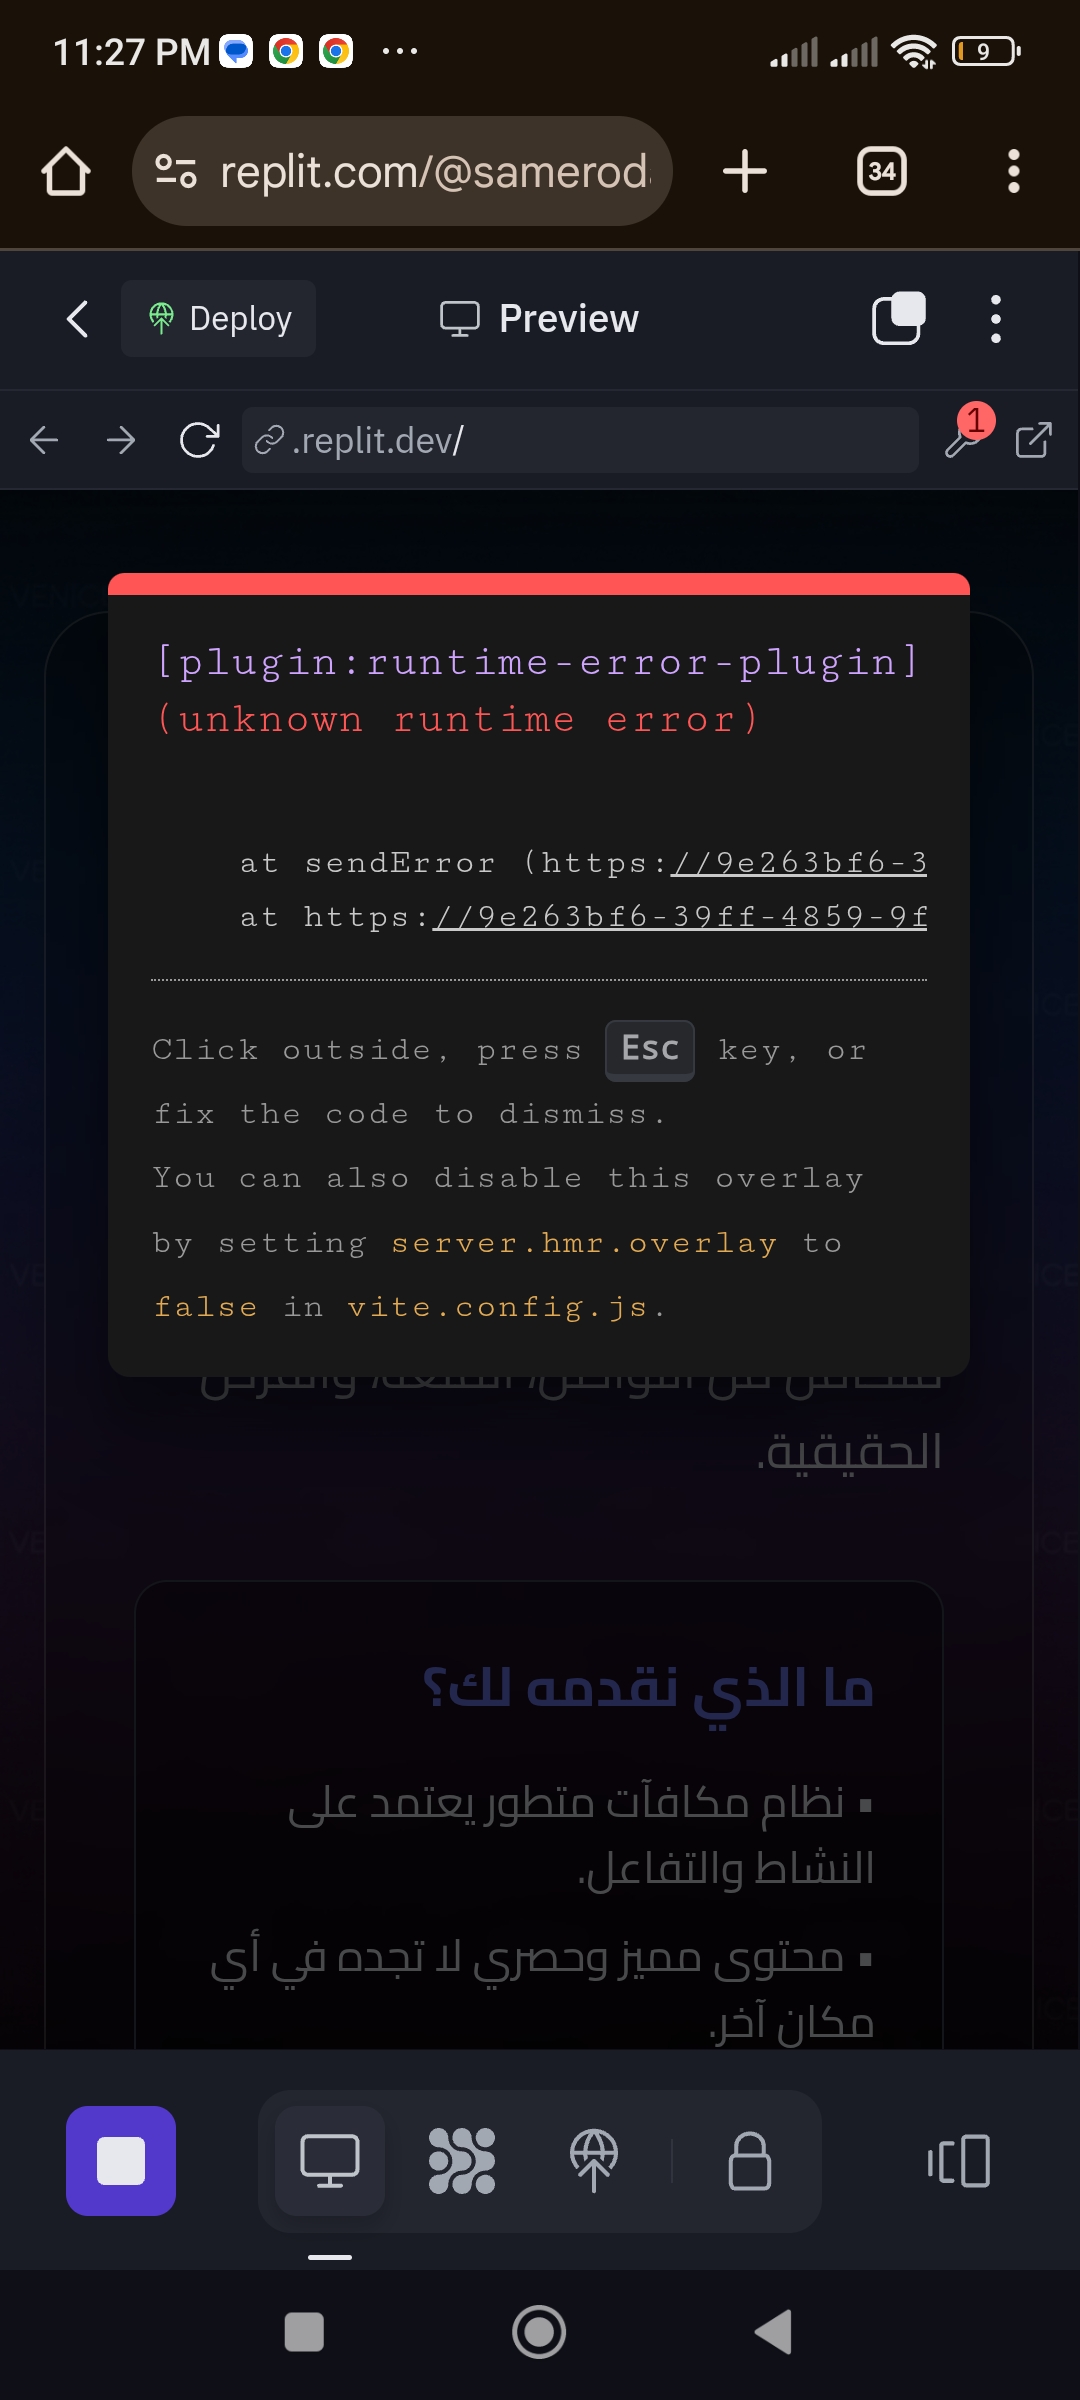 11:27 PM
9
replit.com/@samerod
34
Deploy
Preview
.replit.dev/
1
[plugin:runtime-error-plugin]
(unknown runtime error)
at sendError (https://9e263bf6-3
at https://9e263bf6-39ff-4859-9f
Click outside, press Esc key, or
fix the code to dismiss.
You can also disable this overlay
by setting server.hmr.overlay to
false in vite.config.js.
الحقيقية.
ما الذي نقدمه لك؟
▪ نظام مكافآت متطور يعتمد على
النشاط والتفاعل.
▪ محتوى مميز وحصري لا تجده في أي
مكان آخر.